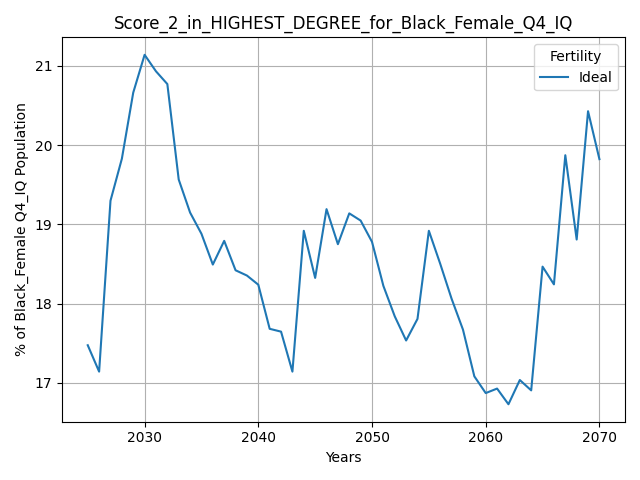 Score_2_in_HIGHEST_DEGREE_for_Black_Female_Q4_IQ
Fertility
Ideal
% of Black_Female Q4_IQ Population
21
20
19
18
17
2030
2040
2050
2060
2070
Years